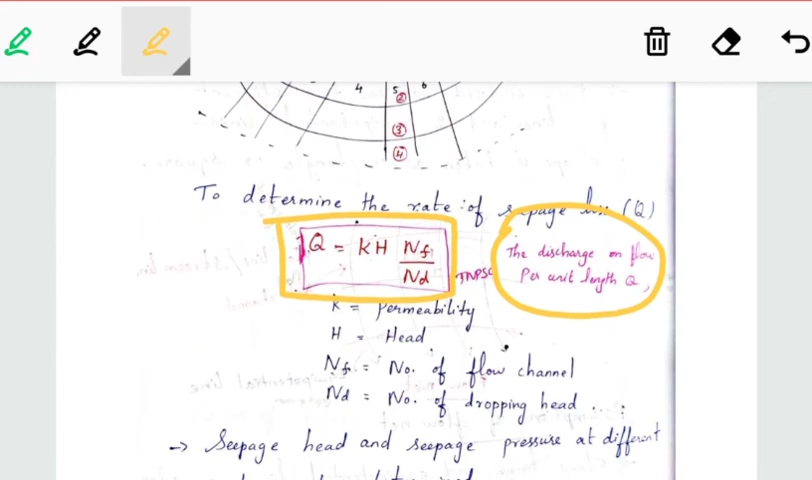 4 5 6
②
③
④
To determine the rate of seepage loss (Q)
Q = KH Nf/Nd
TNPSC
The discharge on flow
Per unit length Q,
k = permeability
H = Head
Nf = No. of flow channel
Nd = No. of dropping head...
→ Seepage head and seepage pressure at different